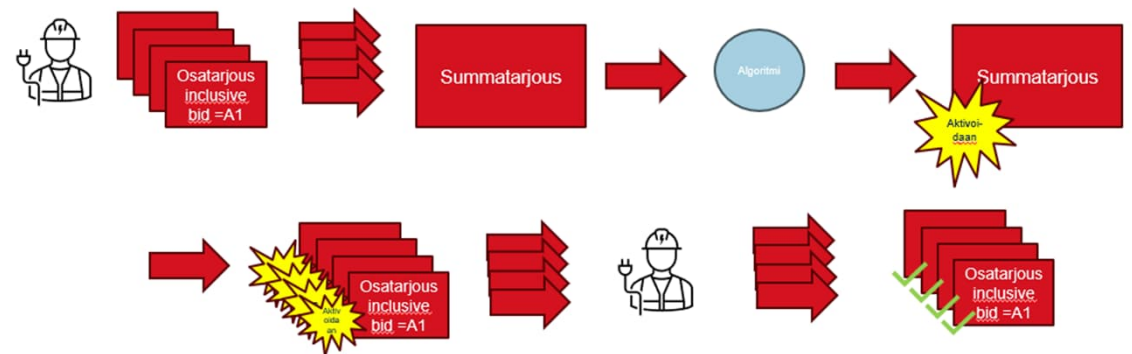 Osatarjous
inclusive
bid =A1
Summatarjous
Algoritmi
Summatarjous
Aktivoi-
daan
Aktiv
oida
an
Osatarjous
inclusive
bid =A1
Osatarjous
inclusive
bid =A1